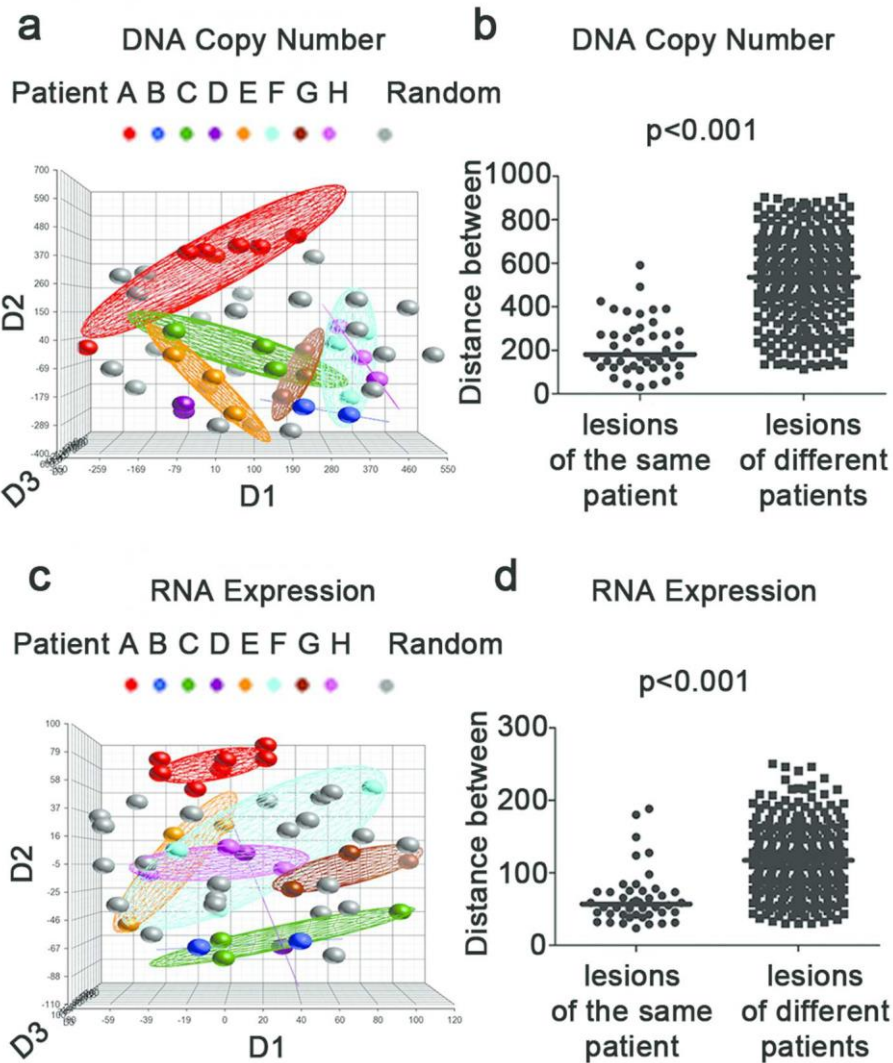 a
DNA Copy Number
Patient A B C D E F G H Random
700
590
480
370
260
150
40
-69
-179
-289
-400
D2
-259 -169 -79 10 100 190 280 370 460 550
D3
D1
b
DNA Copy Number
p<0.001
Distance between
1000
800
600
400
200
0
lesions
of the same
patient
lesions
of different
patients
c
RNA Expression
Patient A B C D E F G H Random
100
79
58
37
16
-5
-25
-46
-67
-88
-110
D2
-59 -39 -19 0 20 40 60 80 100 120
D3
D1
d
RNA Expression
p<0.001
Distance between
300
200
100
0
lesions
of the same
patient
lesions
of different
patients